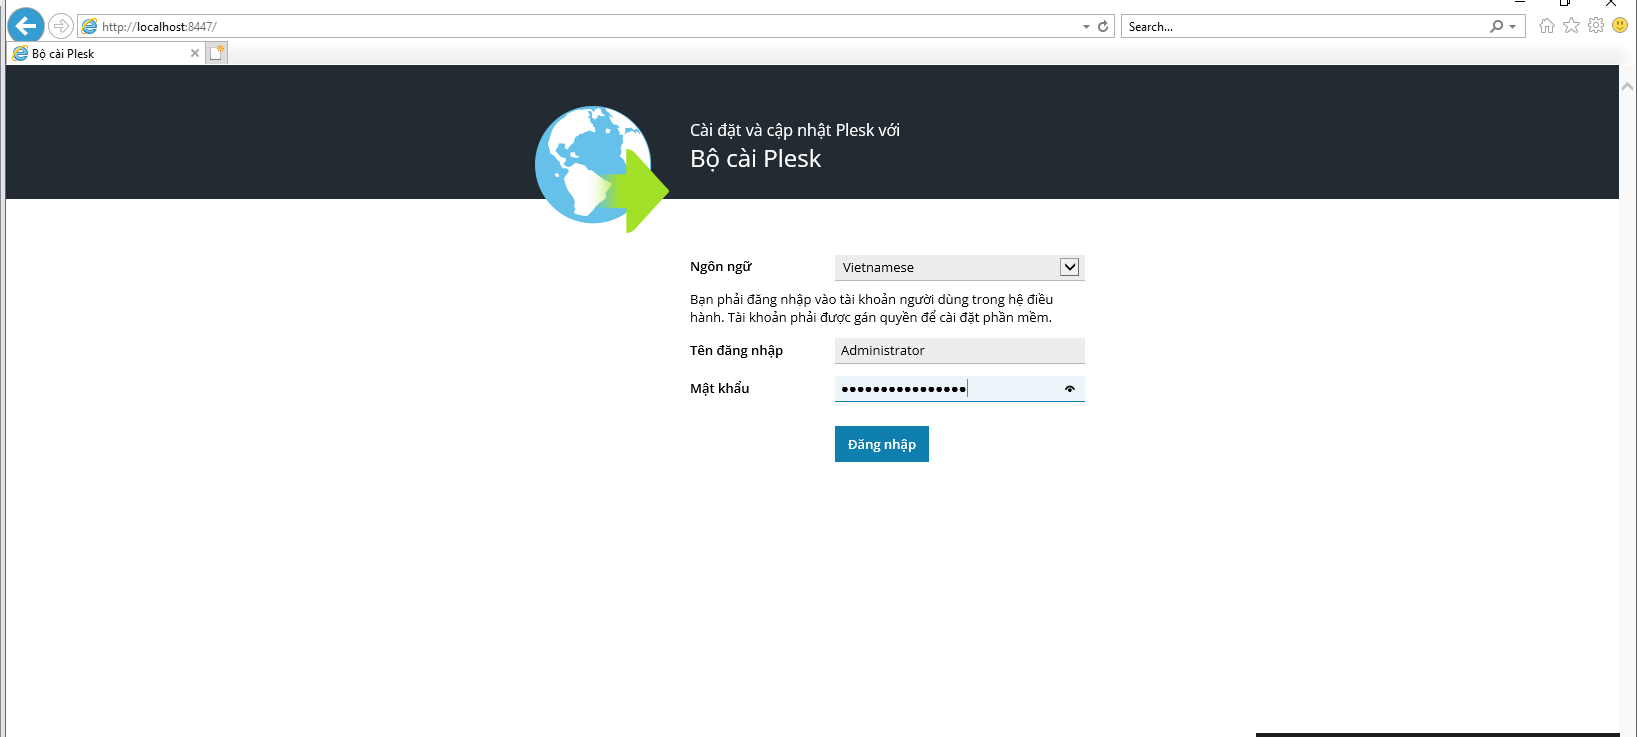 http://localhost:8447/
Search...
Bộ cài Plesk
Cài đặt và cập nhật Plesk với
Bộ cài Plesk
Ngôn ngữ
Vietnamese
Bạn phải đăng nhập vào tài khoản người dùng trong hệ điều
hành. Tài khoản phải được gán quyền để cài đặt phần mềm.
Tên đăng nhập
Administrator
Mật khẩu
Đăng nhập